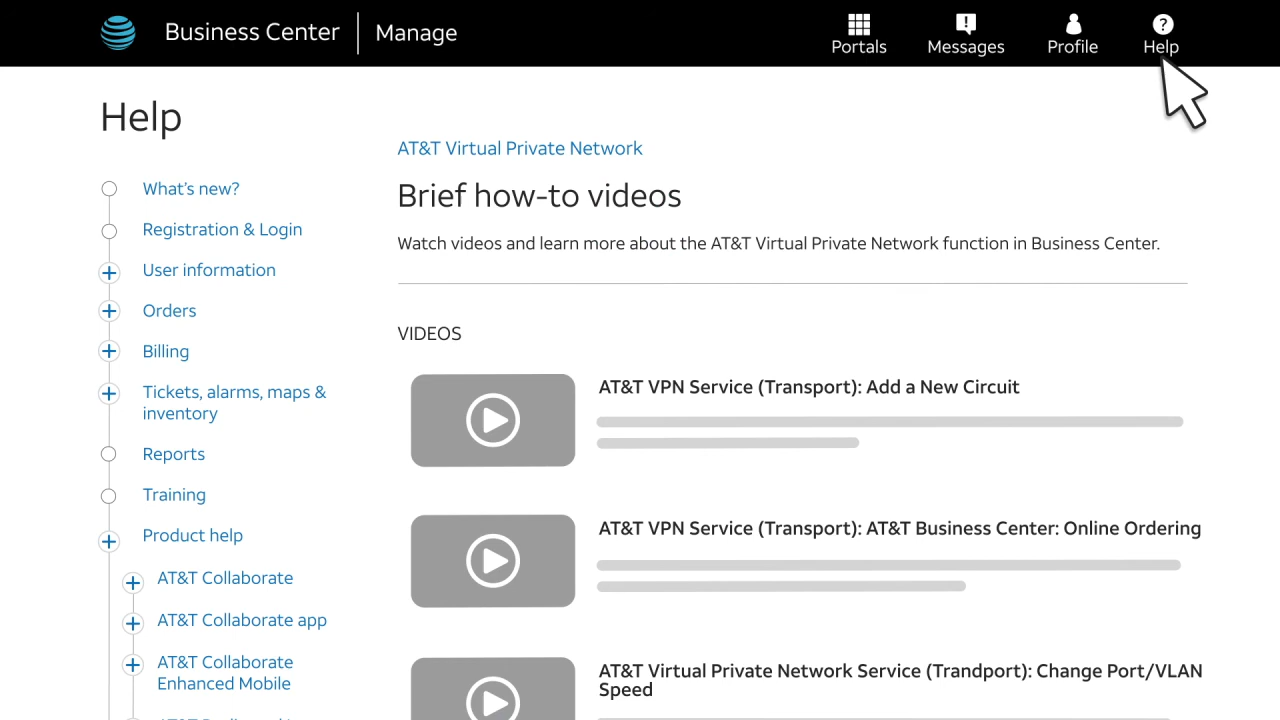 Business Center
Manage
Portals
Messages
Profile
Help
Help
What's new?
Registration & Login
User information
Orders
Billing
Tickets, alarms, maps &
inventory
Reports
Training
Product help
AT&T Collaborate
AT&T Collaborate app
AT&T Collaborate
Enhanced Mobile
AT&T Virtual Private Network
Brief how-to videos
Watch videos and learn more about the AT&T Virtual Private Network function in Business Center.
VIDEOS
AT&T VPN Service (Transport): Add a New Circuit
AT&T VPN Service (Transport): AT&T Business Center: Online Ordering
AT&T Virtual Private Network Service (Trandport): Change Port/VLAN
Speed